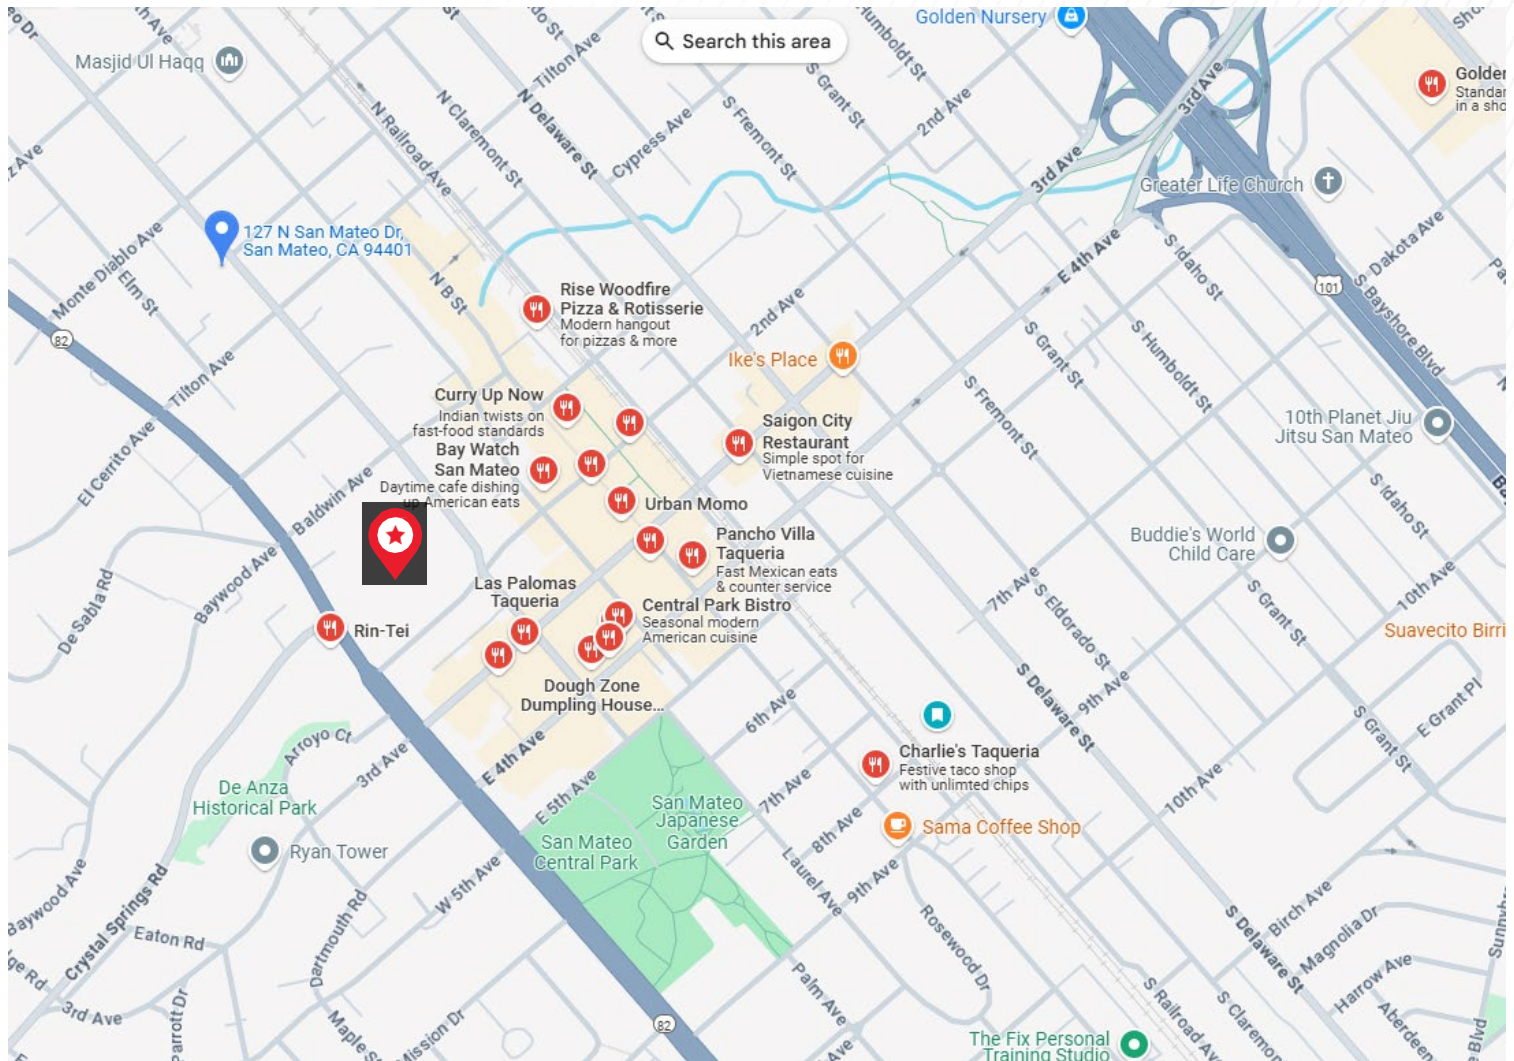 Golden Nursery
Search this area
Masjid Ul Haqq
Tilton Ave
Humboldt St
3rd Ave
S Grant St
2nd Ave
N Railroad Ave
N Claremont St
N Delaware St
S Fremont St
Cypress Ave
3rd Ave
Greater Life Church
127 N San Mateo Dr,
San Mateo, CA 94401
Monte Diablo Ave
Elm St
N B St
E 4th Ave
S Idaho St
S Dakota Ave
101
S Bayshore Blvd
82
Rise Woodfire
Pizza & Rotisserie
Modern hangout
for pizzas & more
2nd Ave
Ike's Place
S Grant St
S Humboldt St
Tilton Ave
El Cerrito Ave
Curry Up Now
Indian twists on
fast-food standards
Bay Watch
San Mateo
Daytime cafe dishing
up American eats
Saigon City
Restaurant
Simple spot for
Vietnamese cuisine
S Fremont St
10th Planet Jiu
Jitsu San Mateo
S Idaho St
Baldwin Ave
Urban Momo
Pancho Villa
Taqueria
Fast Mexican eats
& counter service
Buddie's World
Child Care
De Sabla Rd
Baywood Ave
Las Palomas
Taqueria
Central Park Bistro
Seasonal modern
American cuisine
7th Ave
S Eldorado St
S Grant St
10th Ave
Rin-Tei
Dough Zone
Dumpling House...
S Delaware St
9th Ave
E Grant Pl
S Grant St
6th Ave
Arroyo Ct
3rd Ave
E 4th Ave
E 5th Ave
De Anza
Historical Park
Ryan Tower
San Mateo
Japanese
Garden
San Mateo
Central Park
7th Ave
8th Ave
9th Ave
Laurel Ave
Charlie's Taqueria
Festive taco shop
with unlimted chips
Sama Coffee Shop
10th Ave
Baywood Ave
Crystal Springs Rd
Eaton Rd
Dartmouth Rd
W 5th Ave
Rosewood Dr
Palm Ave
S Delaware St
Birch Ave
Magnolia Dr
Harrow Ave
3rd Ave
Parrott Dr
Mission Dr
82
S Railroad Ave
The Fix Personal
Training Studio